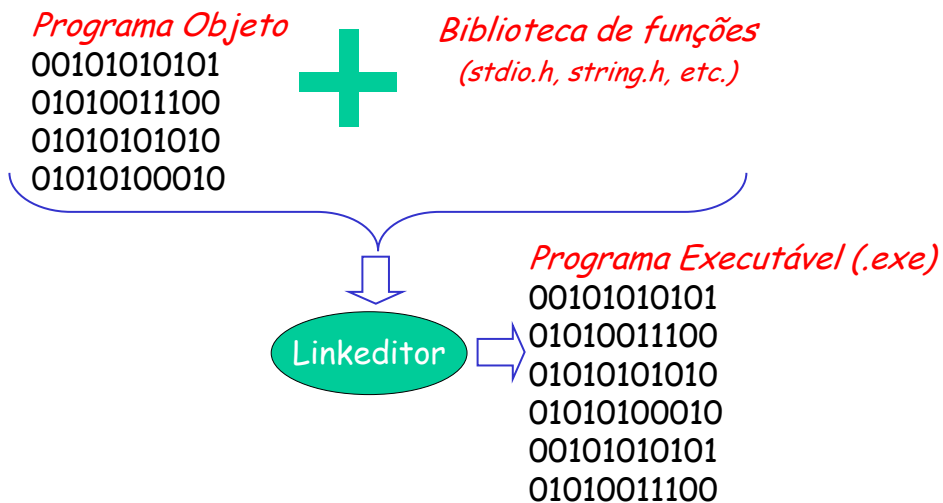 Programa Objeto
00101010101
01010011100
01010101010
01010100010
Biblioteca de funções
(stdio.h, string.h, etc.)
Linkeditor
Programa Executável (.exe)
00101010101
01010011100
01010101010
01010100010
00101010101
01010011100